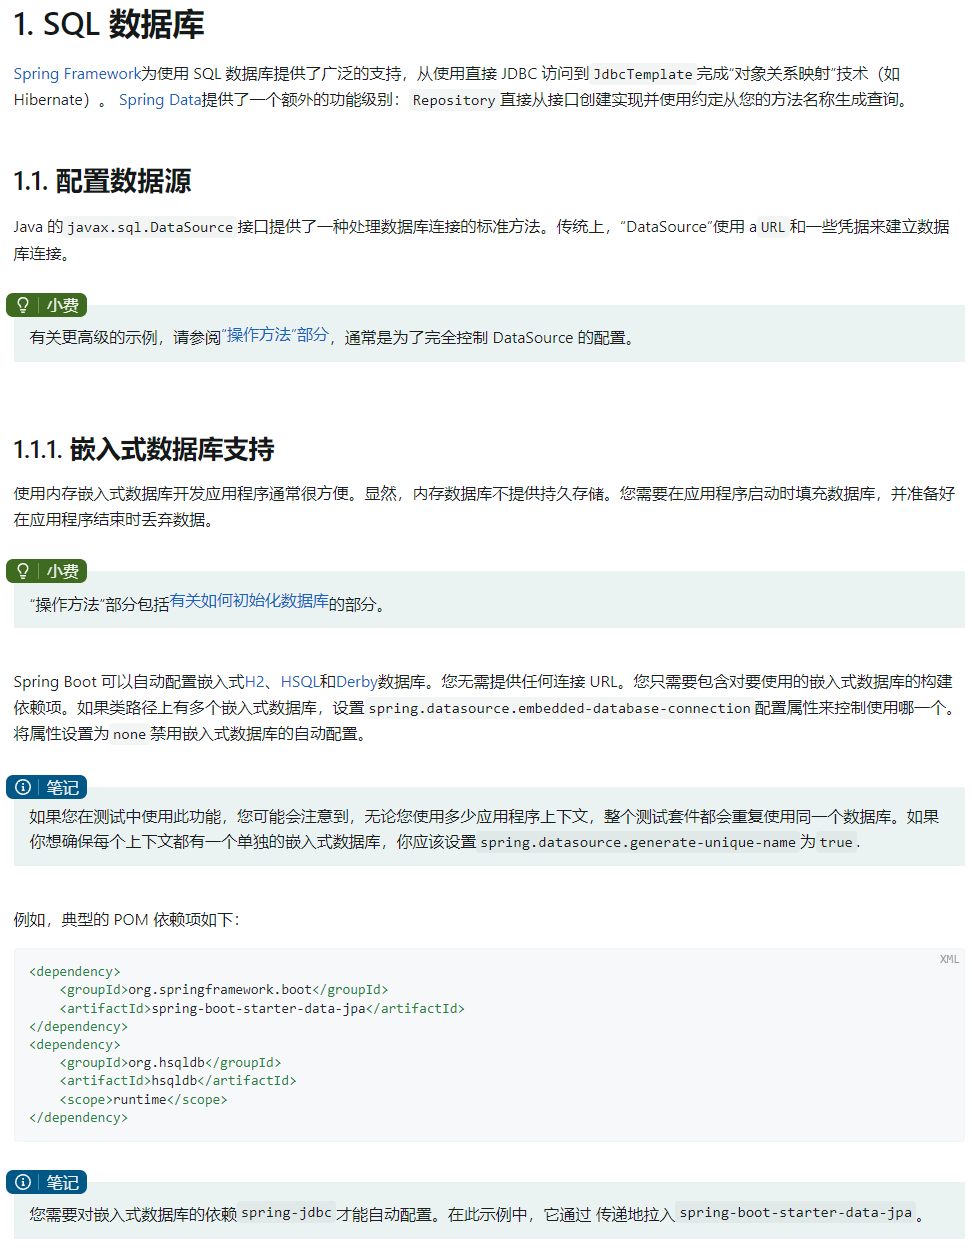 1. SQL 数据库
Spring Framework为使用 SQL 数据库提供了广泛的支持，从使用直接 JDBC 访问到 JdbcTemplate 完成“对象关系映射”技术（如
Hibernate）。 Spring Data提供了一个额外的功能级别： Repository 直接从接口创建实现并使用约定从您的方法名称生成查询。
1.1. 配置数据源
Java 的 javax.sql.DataSource 接口提供了一种处理数据库连接的标准方法。传统上，“DataSource”使用 a URL 和一些凭据来建立数据
库连接。
小费
有关更高级的示例，请参阅“操作方法”部分，通常是为了完全控制 DataSource 的配置。
1.1.1. 嵌入式数据库支持
使用内存嵌入式数据库开发应用程序通常很方便。显然，内存数据库不提供持久存储。您需要在应用程序启动时填充数据库，并准备好
在应用程序结束时丢弃数据。
小费
“操作方法”部分包括有关如何初始化数据库的部分。
Spring Boot 可以自动配置嵌入式H2、HSQL和Derby数据库。您无需提供任何连接 URL。您只需要包含对要使用的嵌入式数据库的构建
依赖项。如果类路径上有多个嵌入式数据库，设置 spring.datasource.embedded-database-connection 配置属性来控制使用哪一个。
将属性设置为 none 禁用嵌入式数据库的自动配置。
笔记
如果您在测试中使用此功能，您可能会注意到，无论您使用多少应用程序上下文，整个测试套件都会重复使用同一个数据库。如果
你想确保每个上下文都有一个单独的嵌入式数据库，你应该设置 spring.datasource.generate-unique-name 为 true .
例如，典型的 POM 依赖项如下：
XML
<dependency>
    <groupId>org.springframework.boot</groupId>
    <artifactId>spring-boot-starter-data-jpa</artifactId>
</dependency>
<dependency>
    <groupId>org.hsqldb</groupId>
    <artifactId>hsqldb</artifactId>
    <scope>runtime</scope>
</dependency>
笔记
您需要对嵌入式数据库的依赖 spring-jdbc 才能自动配置。在此示例中，它通过 传递地拉入 spring-boot-starter-data-jpa 。